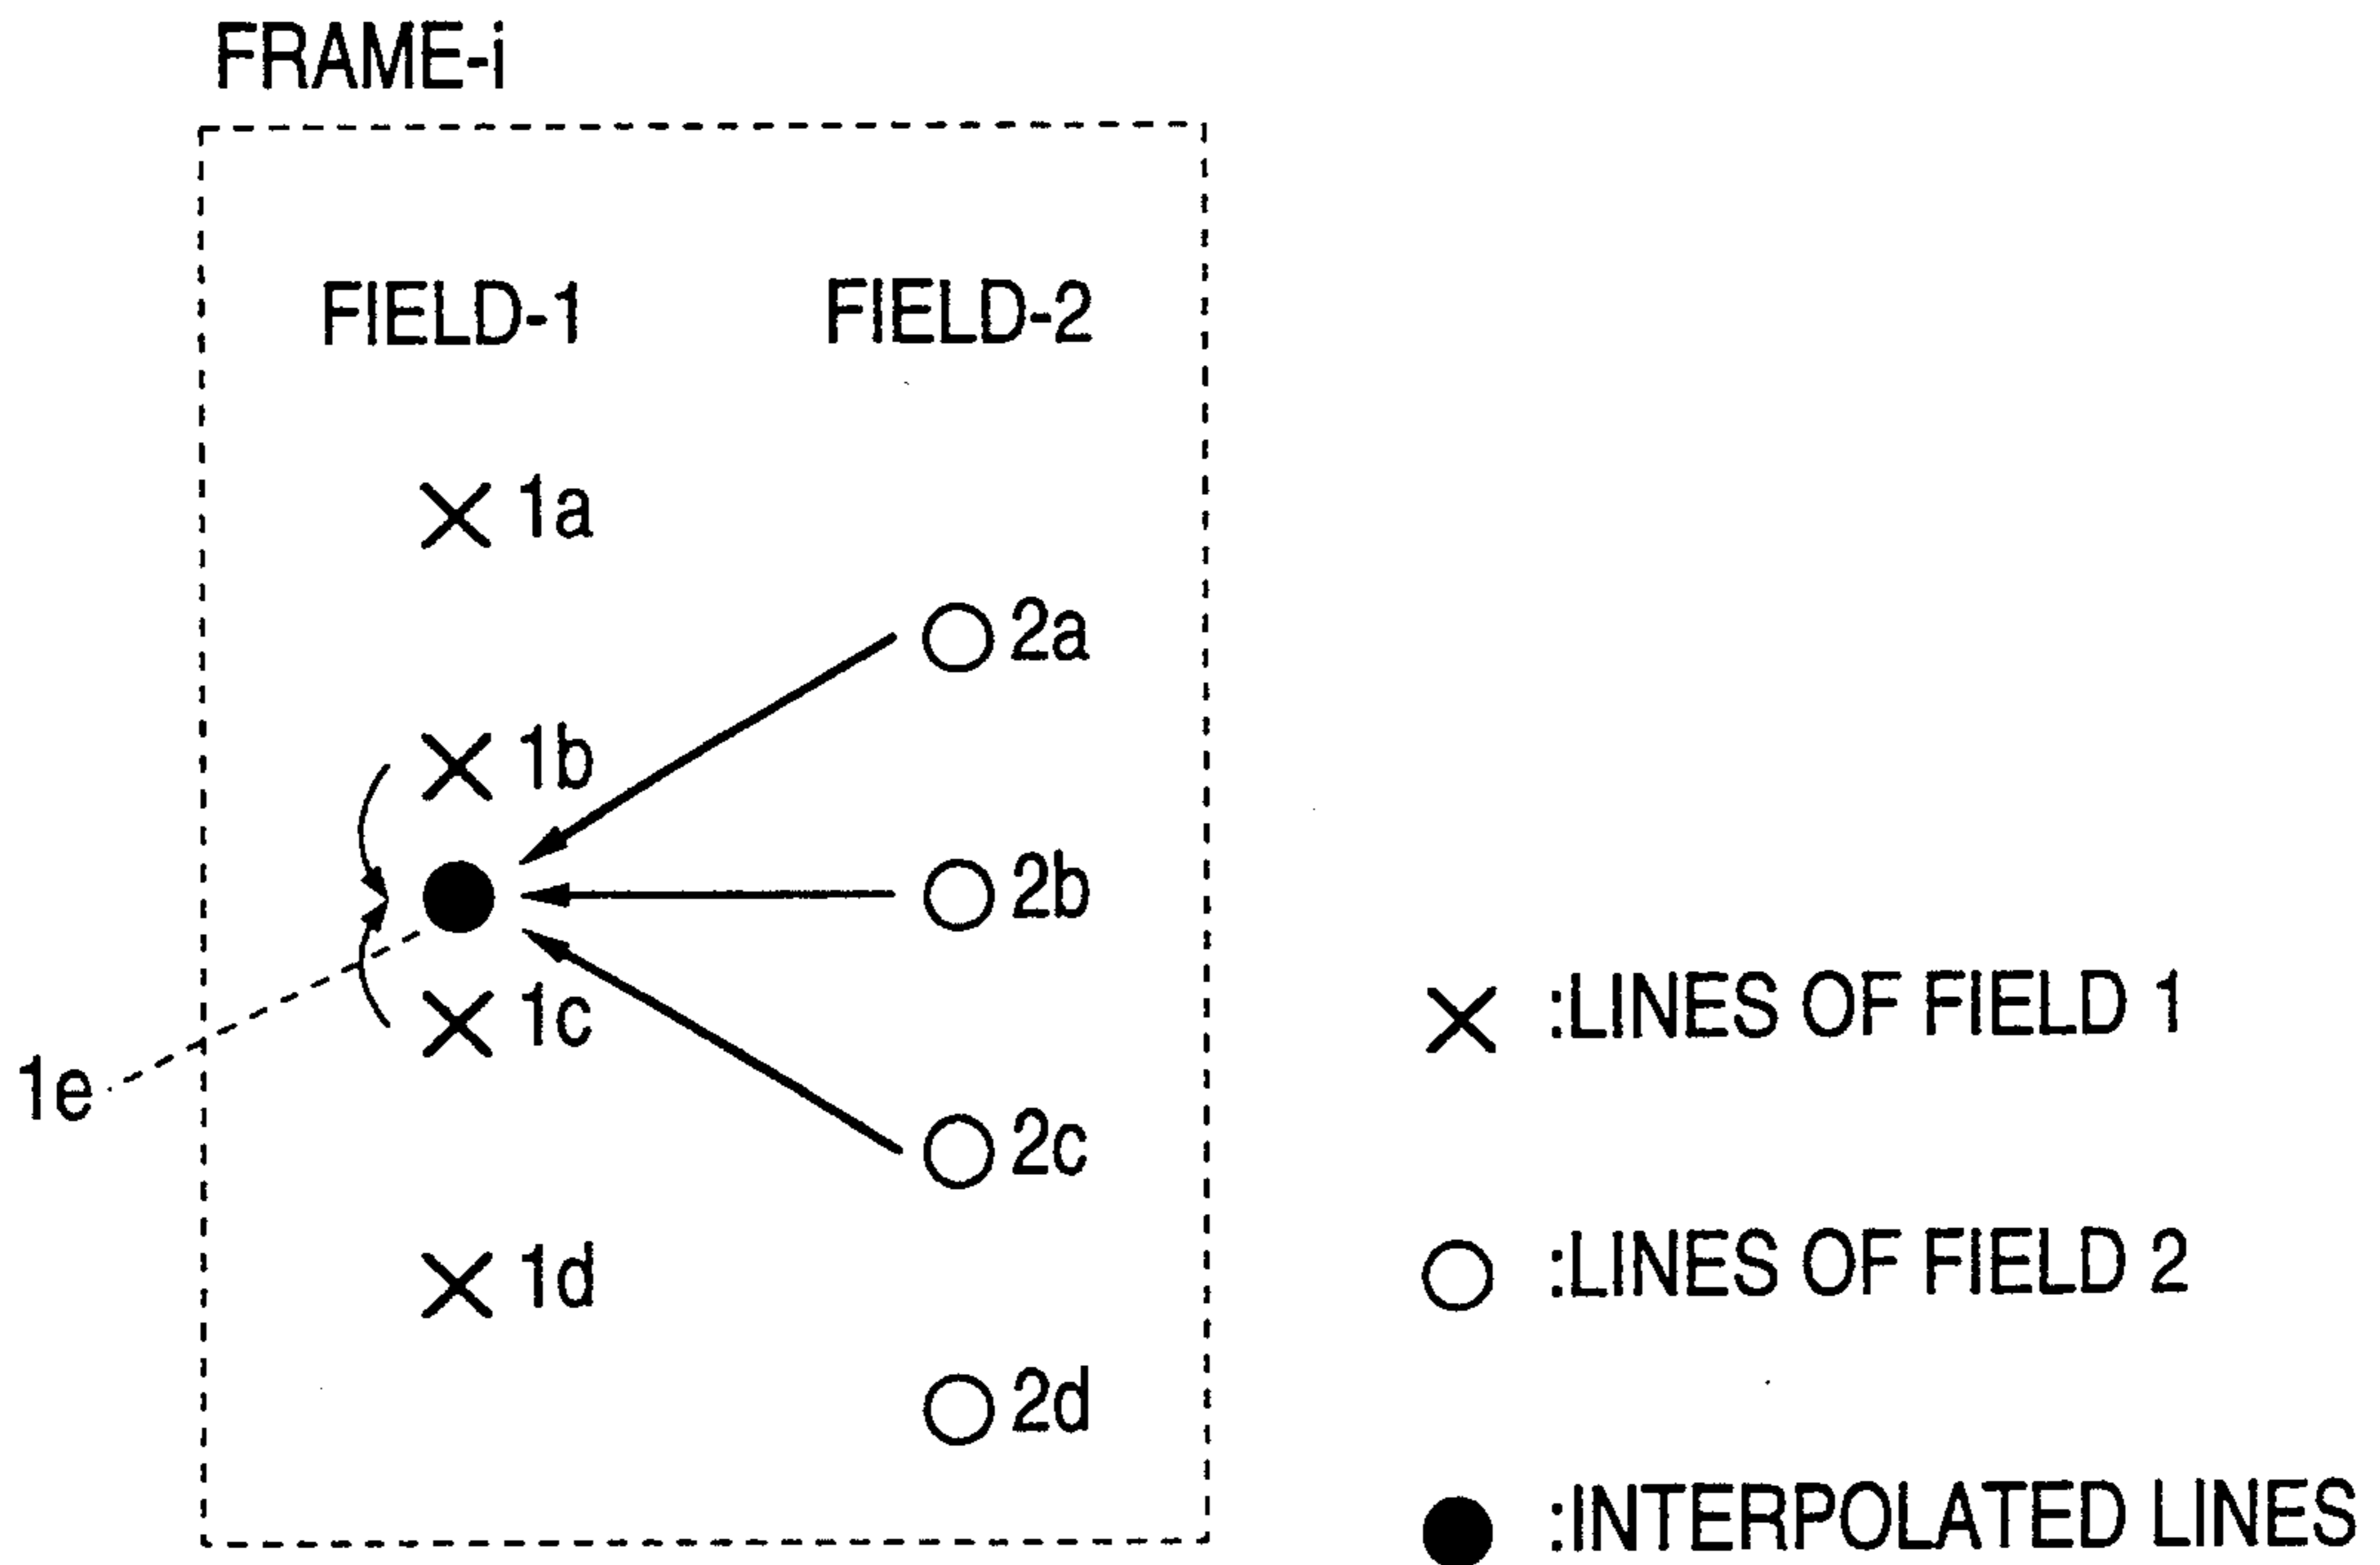 FRAME-i
FIELD-1 FIELD-2
1a
2a
1b
2b
1c
1e
2c
1d
2d
:LINES OF FIELD 1
:LINES OF FIELD 2
:INTERPOLATED LINES